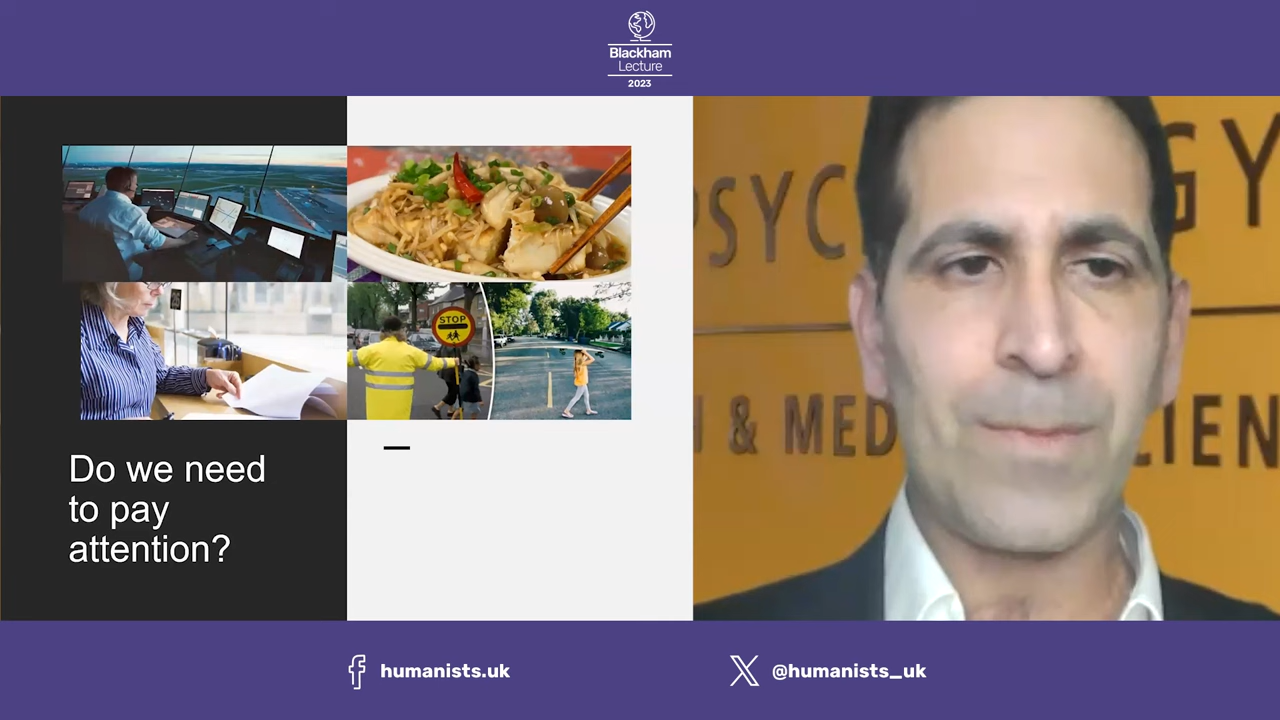 Blackham
Lecture
2023
STOP
Do we need
to pay
attention?
PSYC
GY
& MED
CIEN
humanists.uk
@humanists_uk